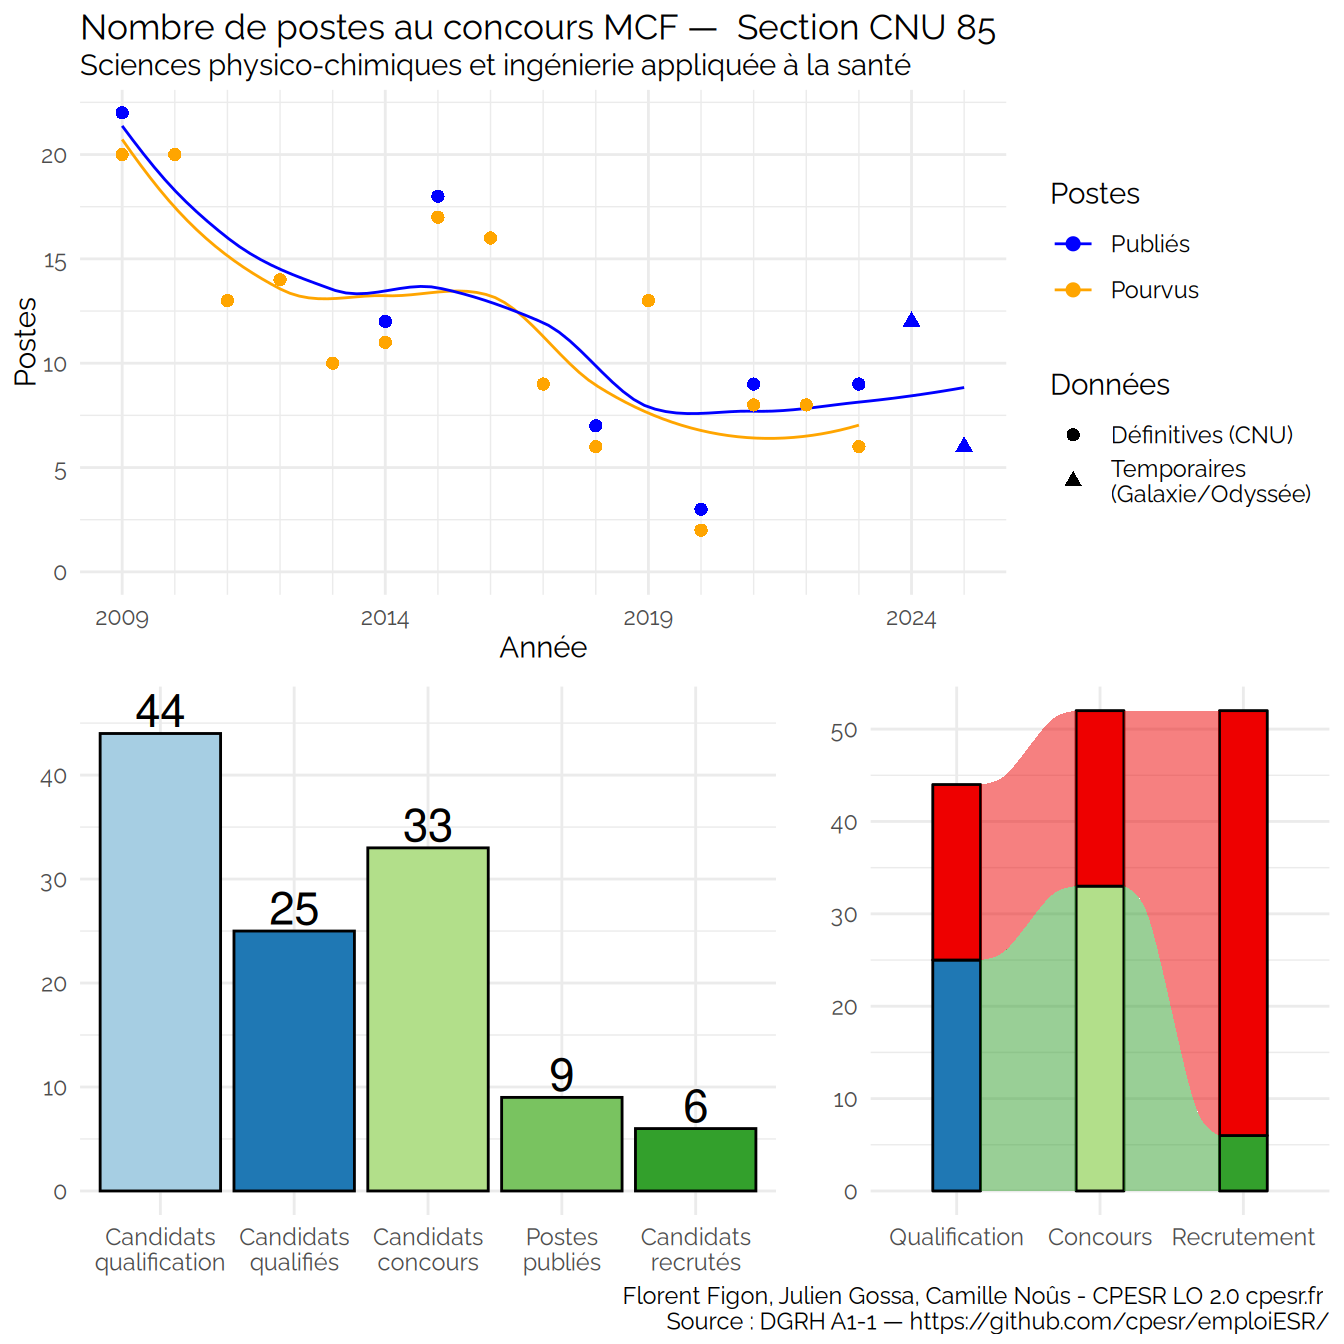 Nombre de postes au concours MCF — Section CNU 85
Sciences physico-chimiques et ingénierie appliquée à la santé
Postes
20
15
10
5
0
2009
2014
2019
2024
Année
Postes
Publiés
Pourvus
Données
Définitives (CNU)
Temporaires
(Galaxie/Odyssée)
40
30
20
10
0
44
25
33
9
6
Candidats
qualification
Candidats
qualifiés
Candidats
concours
Postes
publiés
Candidats
recrutés
50
40
30
20
10
0
Qualification
Concours
Recrutement
Florent Figon, Julien Gossa, Camille Noûs - CPESR LO 2.0 cpesr.fr
Source : DGRH A1-1 — https://github.com/cpesr/emploiESR/